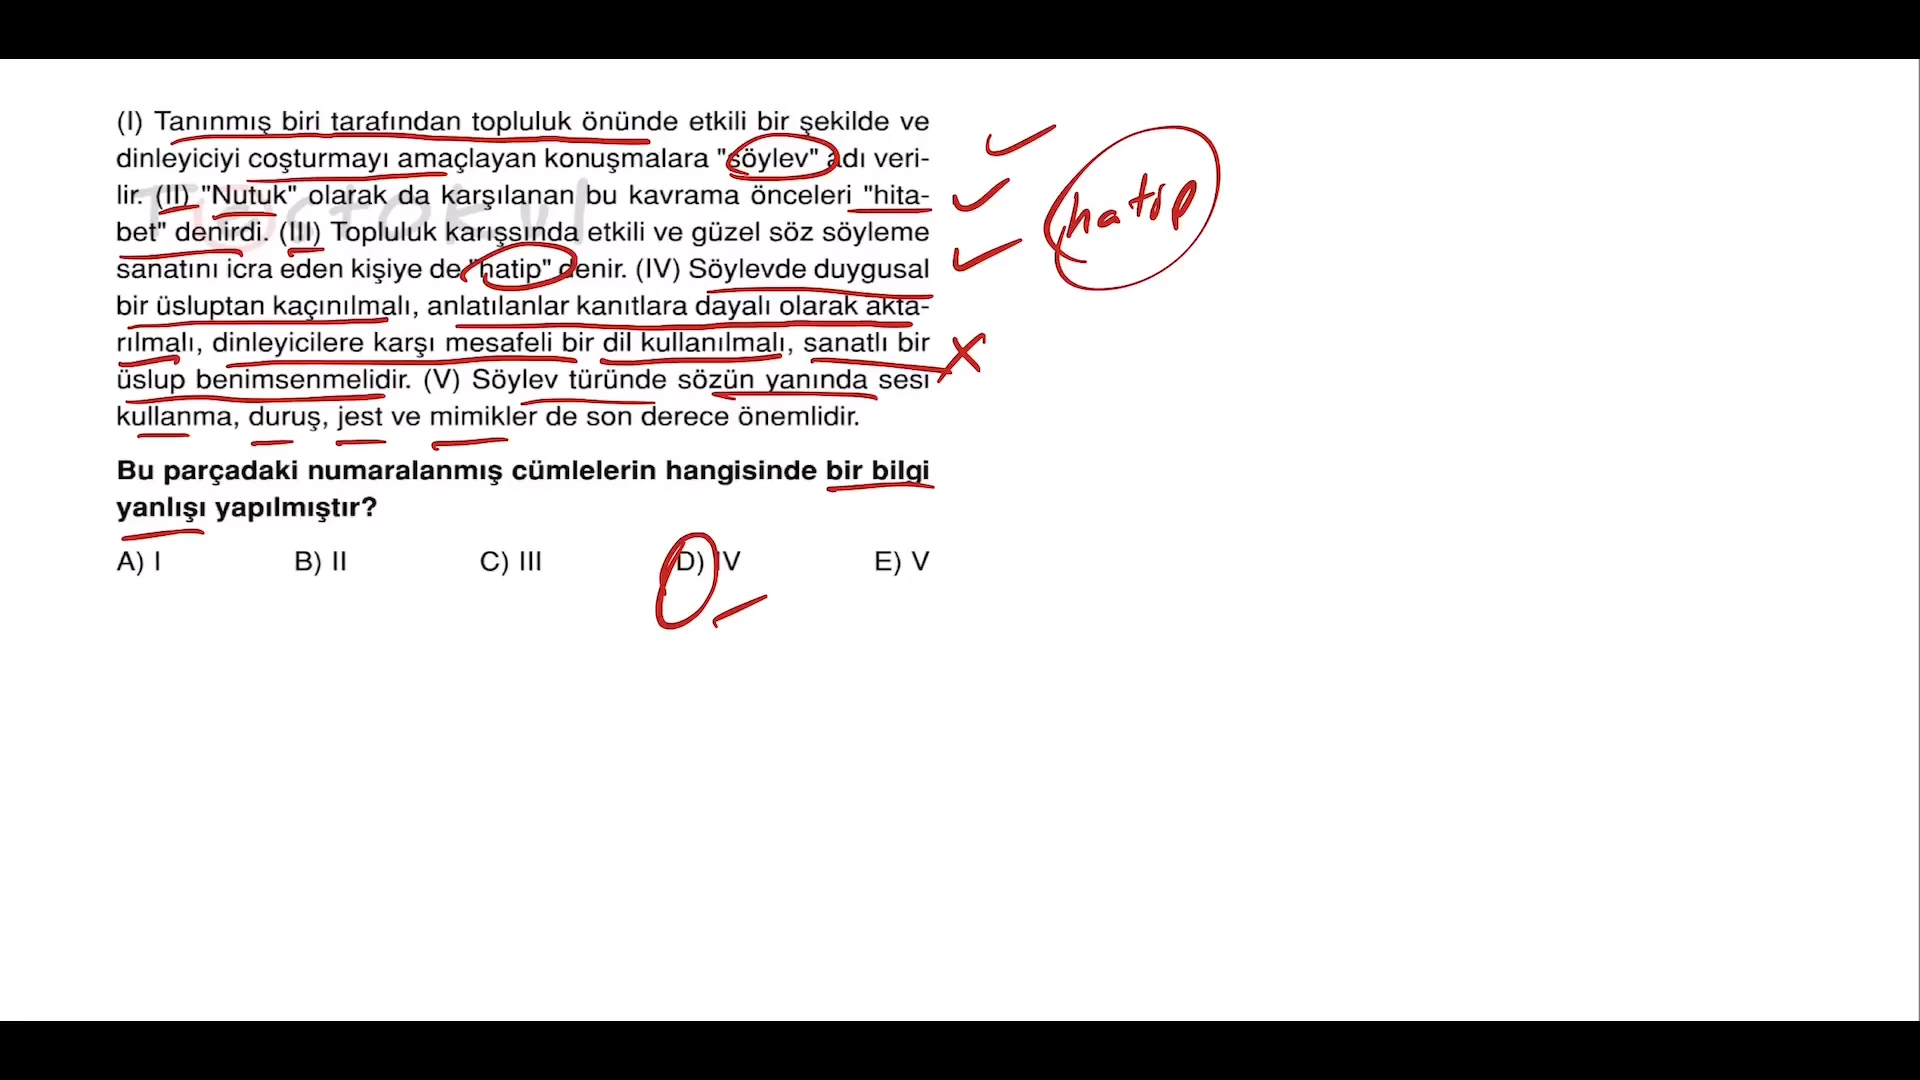 (I) Tanınmış biri tarafından topluluk önünde etkili bir şekilde ve
dinleyiciyi coşturmayı amaçlayan konuşmalara "söylev" adı veri-
lir. (II) "Nutuk" olarak da karşılanan bu kavrama önceleri "hita-
bet" denirdi. (III) Topluluk karışsında etkili ve güzel söz söyleme
sanatını icra eden kişiye de "hatip" denir. (IV) Söylevde duygusal
bir üsluptan kaçınılmalı, anlatılanlar kanıtlara dayalı olarak akta-
rılmalı, dinleyicilere karşı mesafeli bir dil kullanılmalı, sanatlı bir
üslup benimsenmelidir. (V) Söylev türünde sözün yanında sesi
kullanma, duruş, jest ve mimikler de son derece önemlidir.
hatip
Bu parçadaki numaralanmış cümlelerin hangisinde bir bilgi
yanlışı yapılmıştır?
A) I B) II C) III D) IV E) V